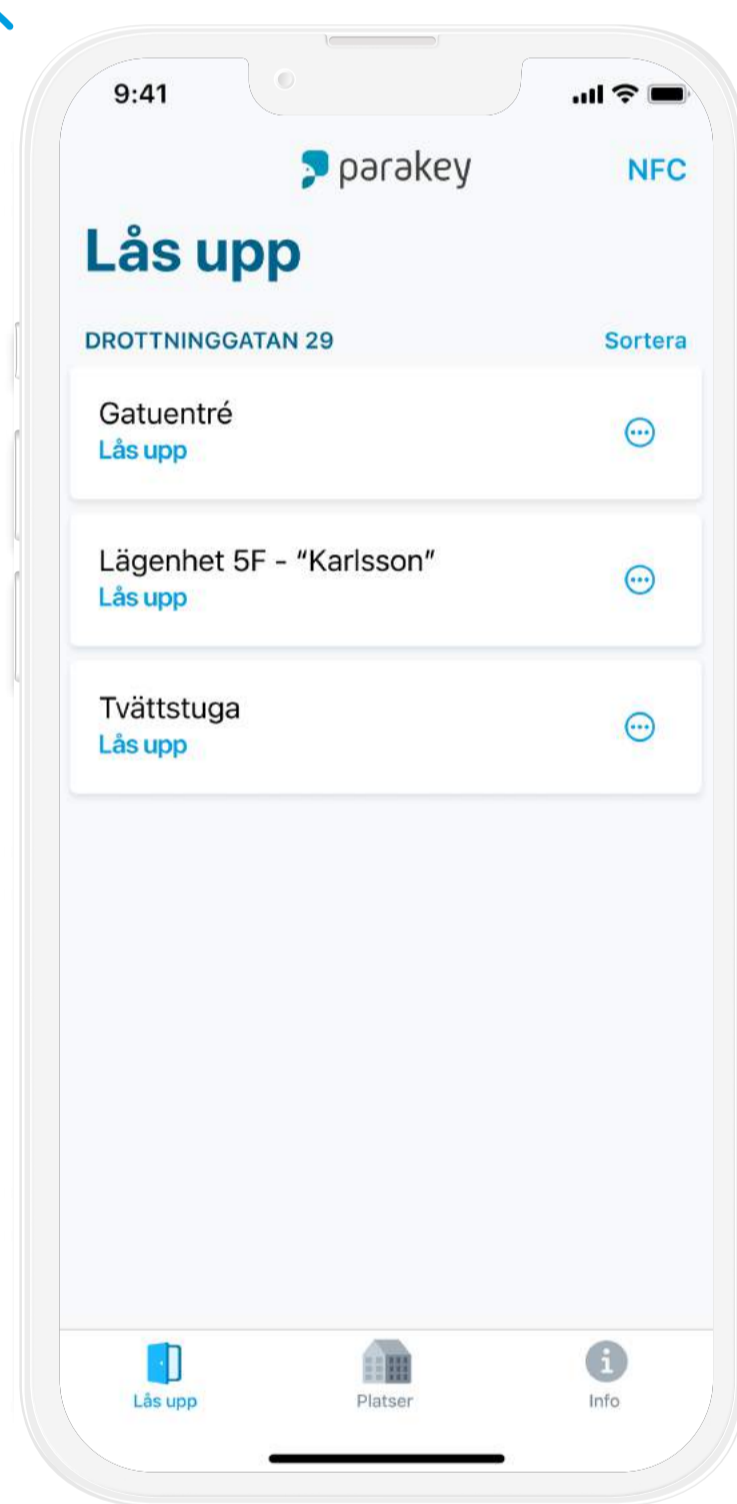 9:41
parakey
NFC
Lås upp
DROTTNINGGATAN 29
Sortera
Gatuentré
Lås upp
Lägenhet 5F - “Karlsson”
Lås upp
Tvättstuga
Lås upp
Lås upp
Platser
Info